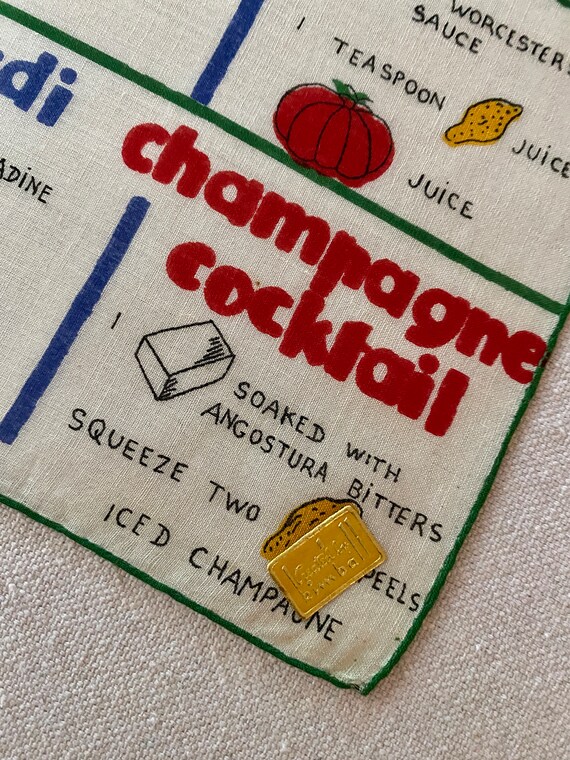 WORCESTER
SAUCE
1 TEASPOON
JUICE
JUICE
di
ADINE
champagne
cocktail
1
SOAKED WITH
ANGOSTURA BITTERS
SQUEEZE TWO PEELS
ICED CHAMPAGNE